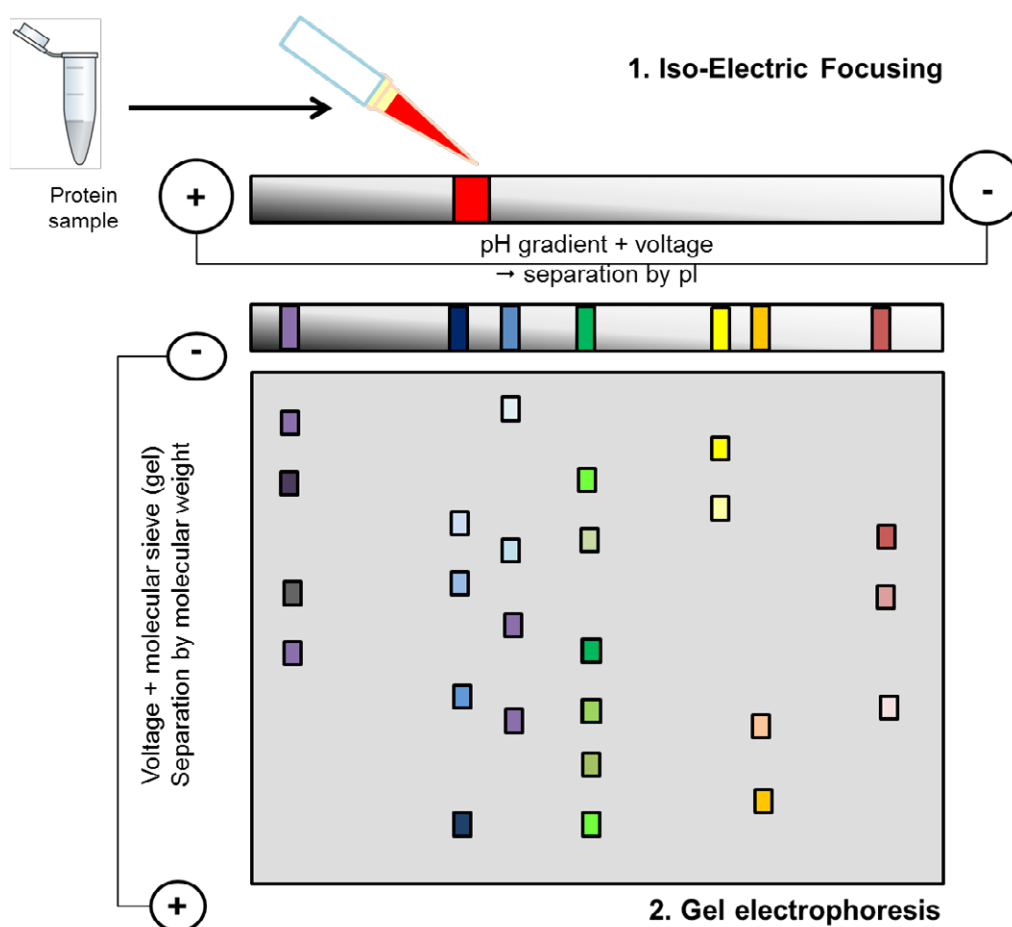 1. Iso-Electric Focusing
Protein
sample
+
-
pH gradient + voltage
→ separation by pI
-
Voltage + molecular sieve (gel)
Separation by molecular weight
+
2. Gel electrophoresis